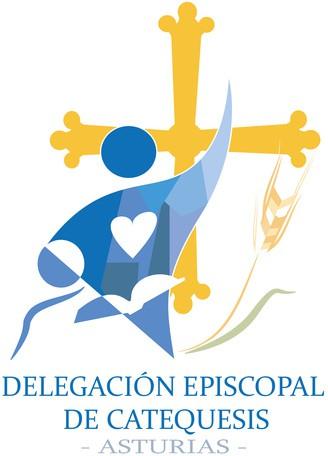 DELEGACIÓN EPISCOPAL
DE CATEQUESIS
- ASTURIAS -